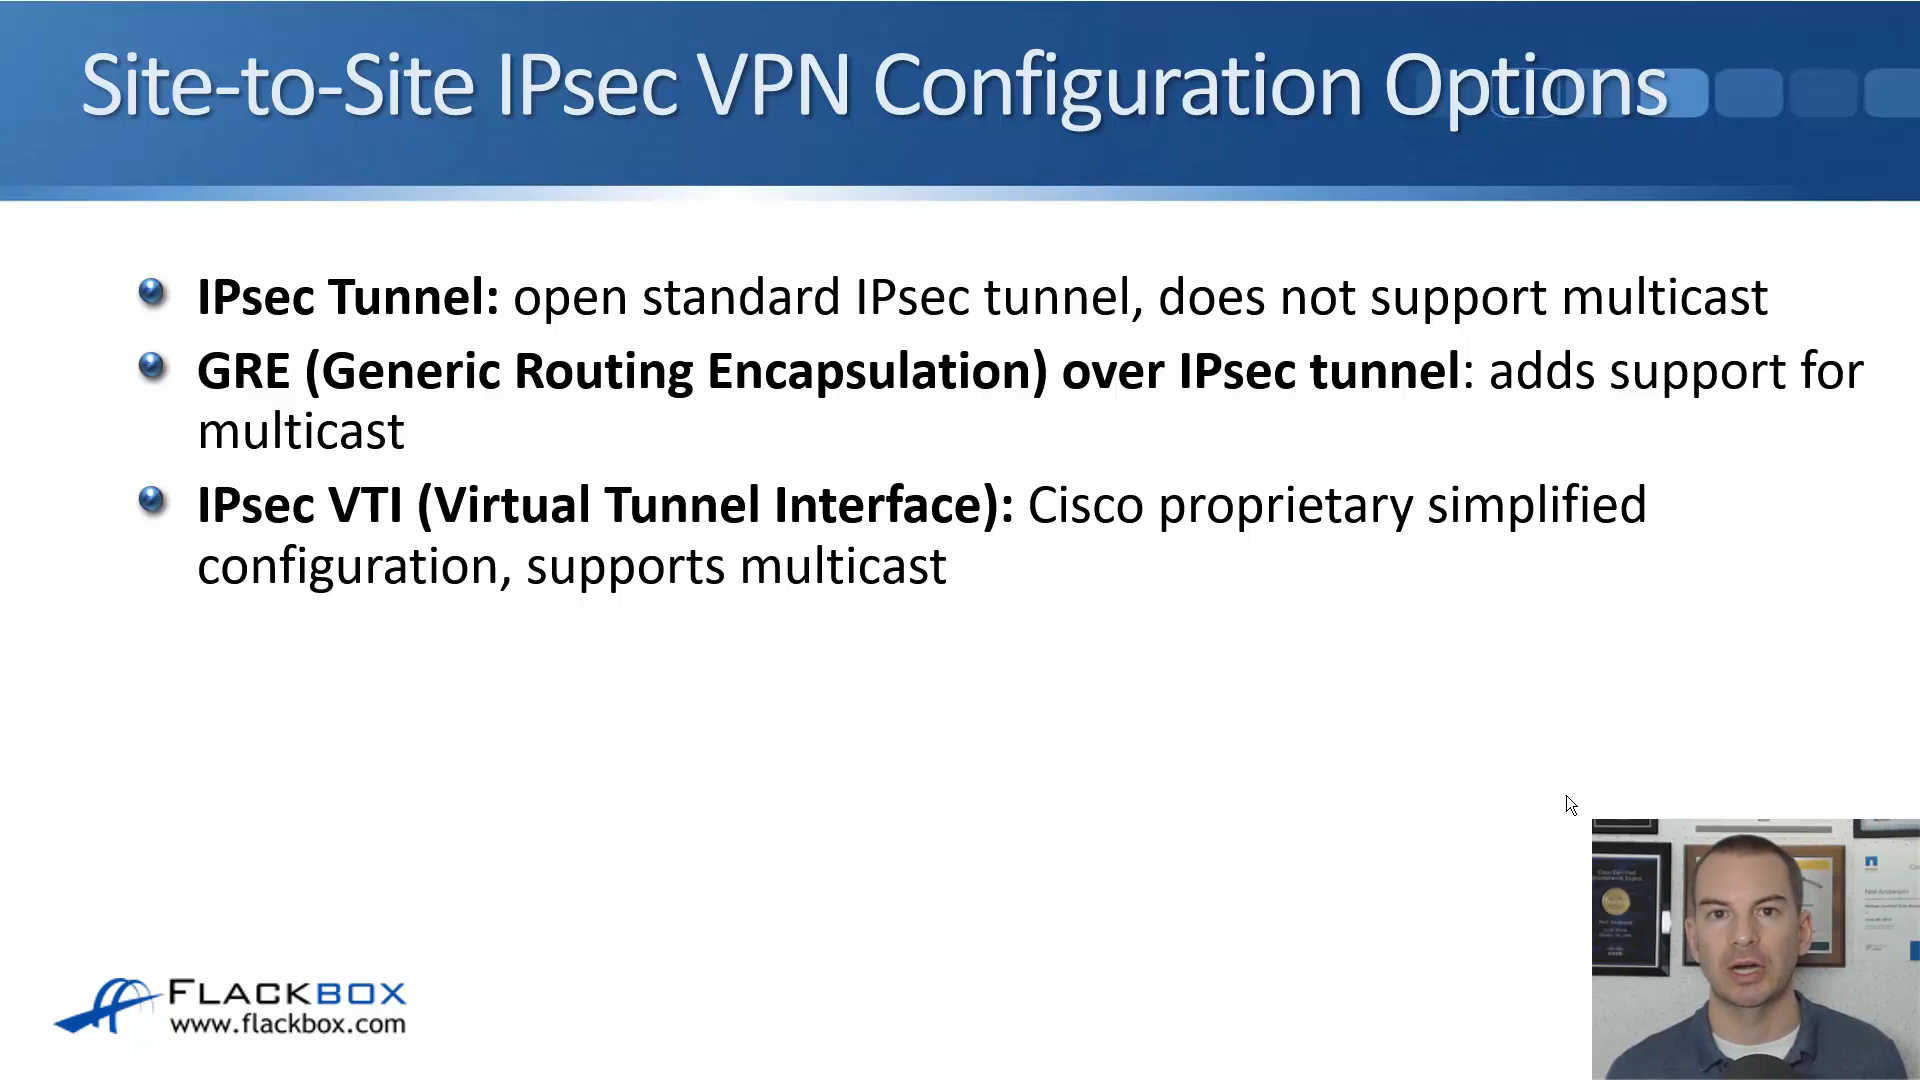 Site-to-Site IPsec VPN Configuration Options
IPsec Tunnel: open standard IPsec tunnel, does not support multicast
GRE (Generic Routing Encapsulation) over IPsec tunnel: adds support for
multicast
IPsec VTI (Virtual Tunnel Interface): Cisco proprietary simplified
configuration, supports multicast
FLACKBOX
www.flackbox.com
Neil Anderson